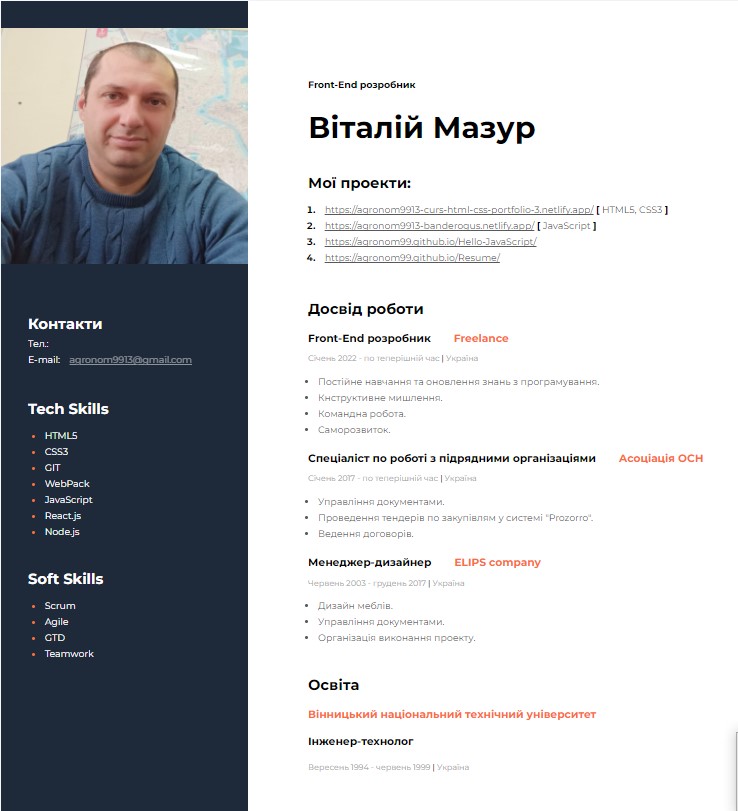 Контакти
Тел.:
E-mail: agronom9913@gmail.com
Tech Skills
HTML5
CSS3
GIT
WebPack
JavaScript
React.js
Node.js
Soft Skills
Scrum
Agile
GTD
Teamwork
Front-End розробник
Віталій Мазур
Мої проекти:
1. https://agronom9913-curs-html-css-portfolio-3.netlify.app/ [ HTML5, CSS3 ]
2. https://agronom9913-banderogus.netlify.app/ [ JavaScript ]
3. https://agronom99.github.io/Hello-JavaScript/
4. https://agronom99.github.io/Resume/
Досвід роботи
Front-End розробник Freelance
Січень 2022 - по теперішній час | Україна
Постійне навчання та оновлення знань з програмування.
Кнструктивне мислення.
Командна робота.
Саморозвиток.
Спеціаліст по роботі з підрядними організаціями Асоціація ОСН
Січень 2017 - по теперішній час | Україна
Управління документами.
Проведення тендерів по закупівлям у системі "Prozorro".
Ведення договорів.
Менеджер-дизайнер ELIPS company
Червень 2003 - грудень 2017 | Україна
Дизайн меблів.
Управління документами.
Організація виконання проекту.
Освіта
Вінницький національний технічний університет
Інженер-технолог
Вересень 1994 - червень 1999 | Україна